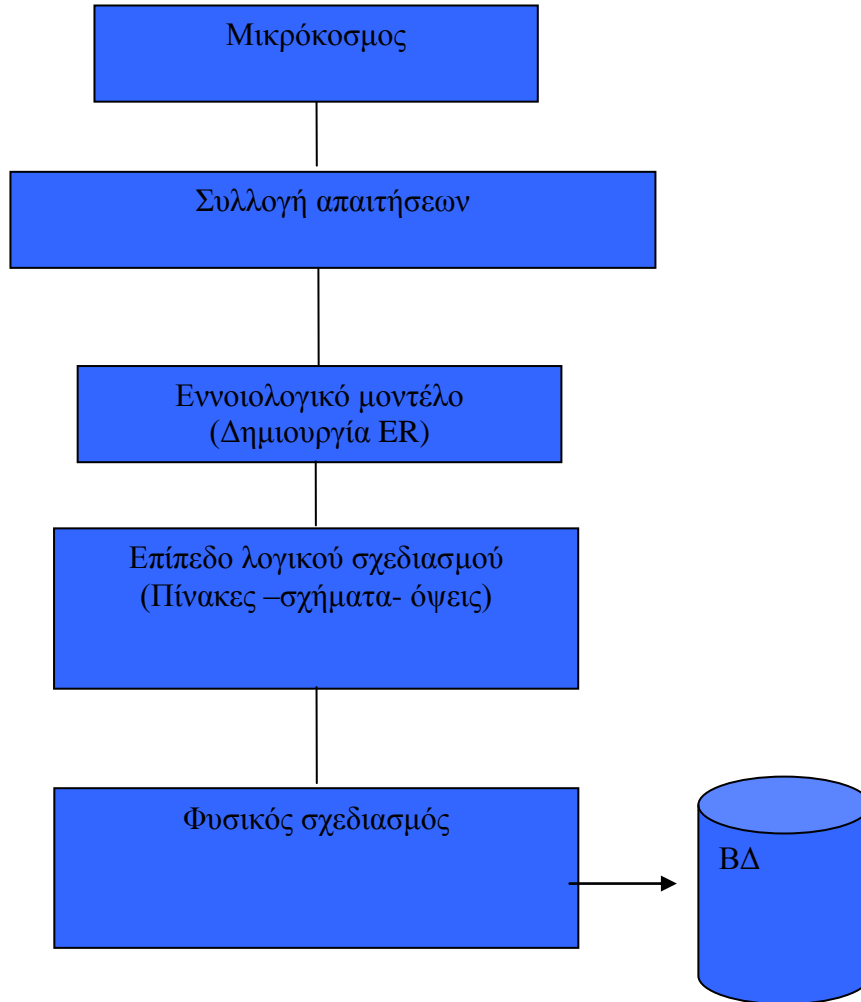 Μικρόκοσμος
Συλλογή απαιτήσεων
Εννοιολογικό μοντέλο
(Δημιουργία ER)
Επίπεδο λογικού σχεδιασμού
(Πίνακες –σχήματα- όψεις)
Φυσικός σχεδιασμός
ΒΔ